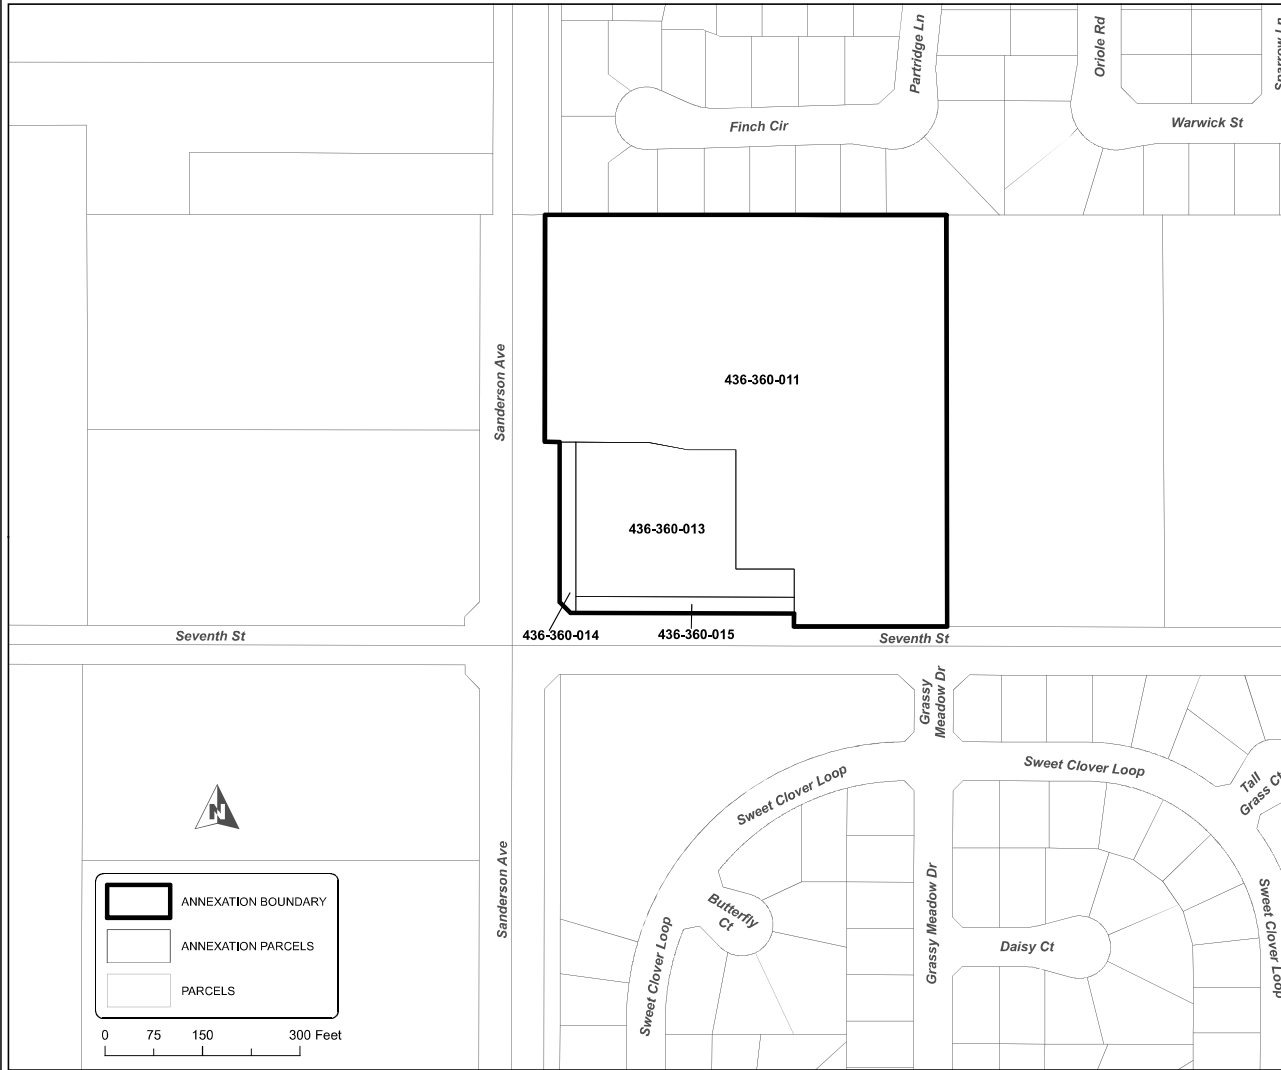 Partridge Ln
Oriole Rd
Sparrow Ln
Finch Cir
Warwick St
Sanderson Ave
436-360-011
436-360-013
436-360-014
436-360-015
Seventh St
Seventh St
Grassy
Meadow Dr
Sweet Clover Loop
Sweet Clover Loop
Tall
Grass Ct
N
Sanderson Ave
Butterfly
Ct
Grassy Meadow Dr
Daisy Ct
Sweet Clover Loop
Sweet Clover Loop
ANNEXATION BOUNDARY
ANNEXATION PARCELS
PARCELS
0 75 150 300 Feet